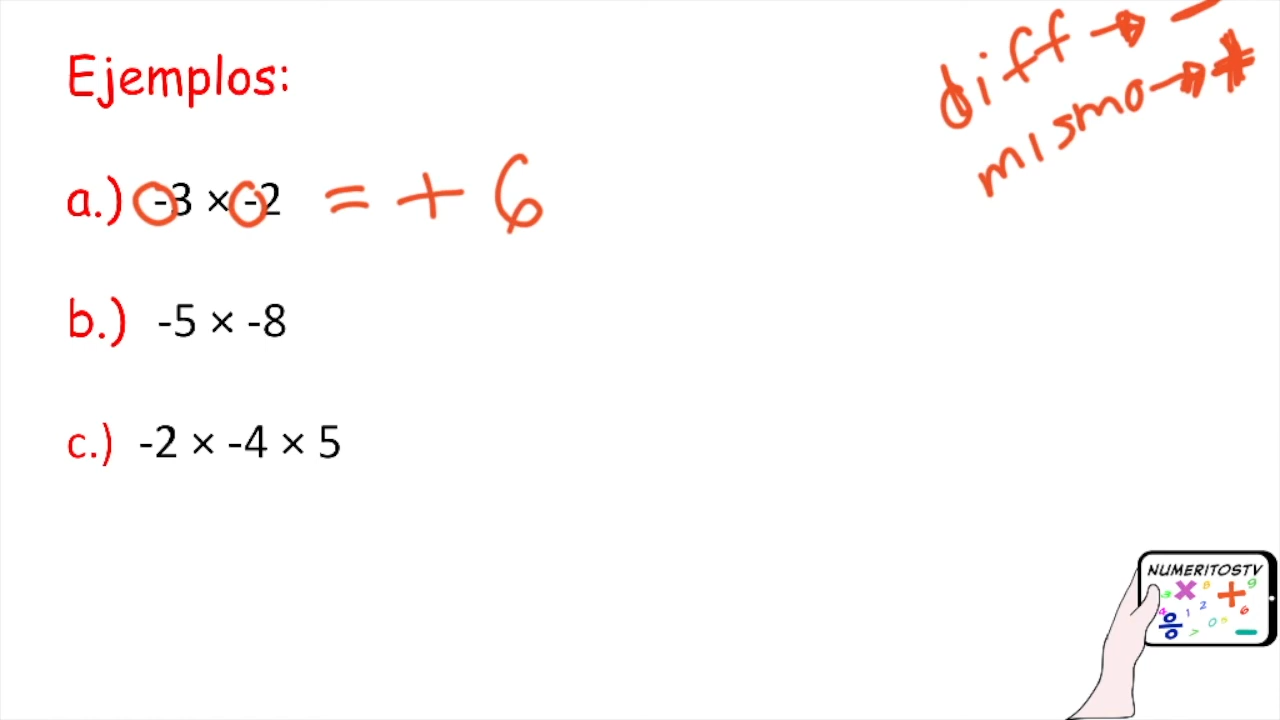 Ejemplos:
diff → -
mismo → +
a.) -3 × -2 = + 6
b.) -5 × -8
c.) -2 × -4 × 5
NUMERITOSTV